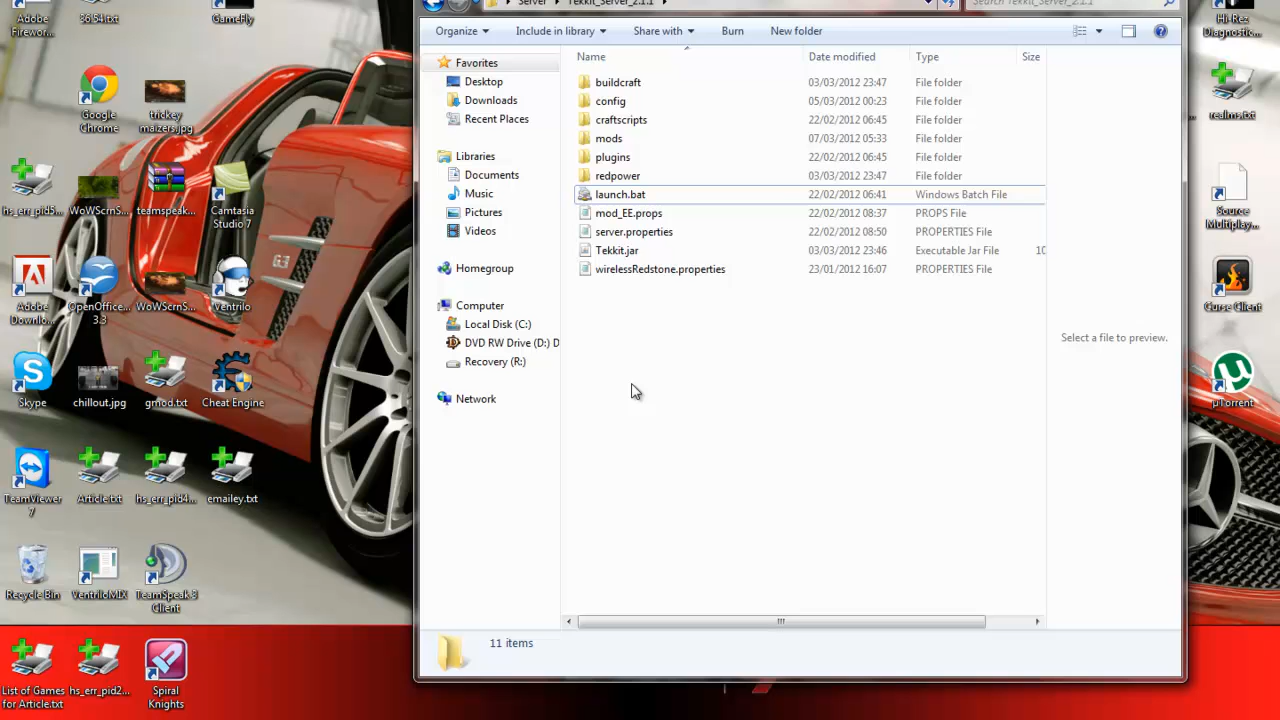 Server
Tekkit_Server_2.1.1
Search Tekkit_Server_2.1.1
Organize
Include in library
Share with
Burn
New folder
Name
Date modified
Type
Size
Favorites
Desktop
Downloads
Recent Places
Libraries
Documents
Music
Pictures
Videos
Homegroup
Computer
Local Disk (C:)
DVD RW Drive (D:) D
Recovery (R:)
Network
buildcraft 03/03/2012 23:47 File folder
config 05/03/2012 00:23 File folder
craftscripts 22/02/2012 06:45 File folder
mods 07/03/2012 05:33 File folder
plugins 22/02/2012 06:45 File folder
redpower 03/03/2012 23:47 File folder
launch.bat 22/02/2012 06:41 Windows Batch File
mod_EE.props 22/02/2012 08:37 PROPS File
server.properties 22/02/2012 08:50 PROPERTIES File
Tekkit.jar 03/03/2012 23:46 Executable Jar File 10
wirelessRedstone.properties 23/01/2012 16:07 PROPERTIES File
Select a file to preview.
11 items
Adobe
Firewor...
3654.txt
GameFly
Google
Chrome
trickey
maizers.jpg
hs_err_pid5...
WoWScrnS...
teamspeak...
Camtasia
Studio 7
G3
Adobe
Downlo...
OpenOffice...
3.3
WoWScrnS...
Ventrilo
Skype
chillout.jpg
gmod.txt
Cheat Engine
TeamViewer
7
Article.txt
hs_err_pid4...
emailey.txt
Recycle Bin
VentriloMIX
TeamSpeak 3
Client
List of Games
for Article.txt
hs_err_pid2...
Spiral
Knights
Hi-Rez
Diagnostic...
realms.txt
Source
Multiplay...
Curse Client
µTorrent